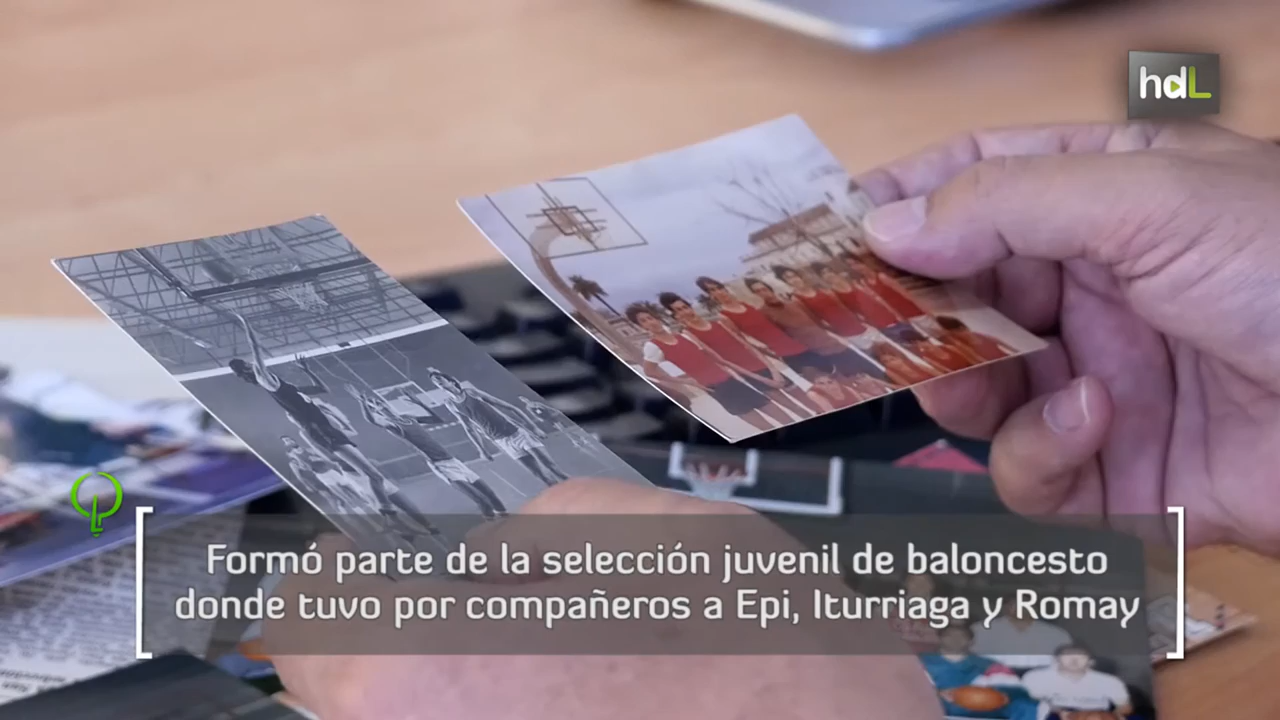 hdL
Formó parte de la selección juvenil de baloncesto
donde tuvo por compañeros a Epi, Iturriaga y Romay